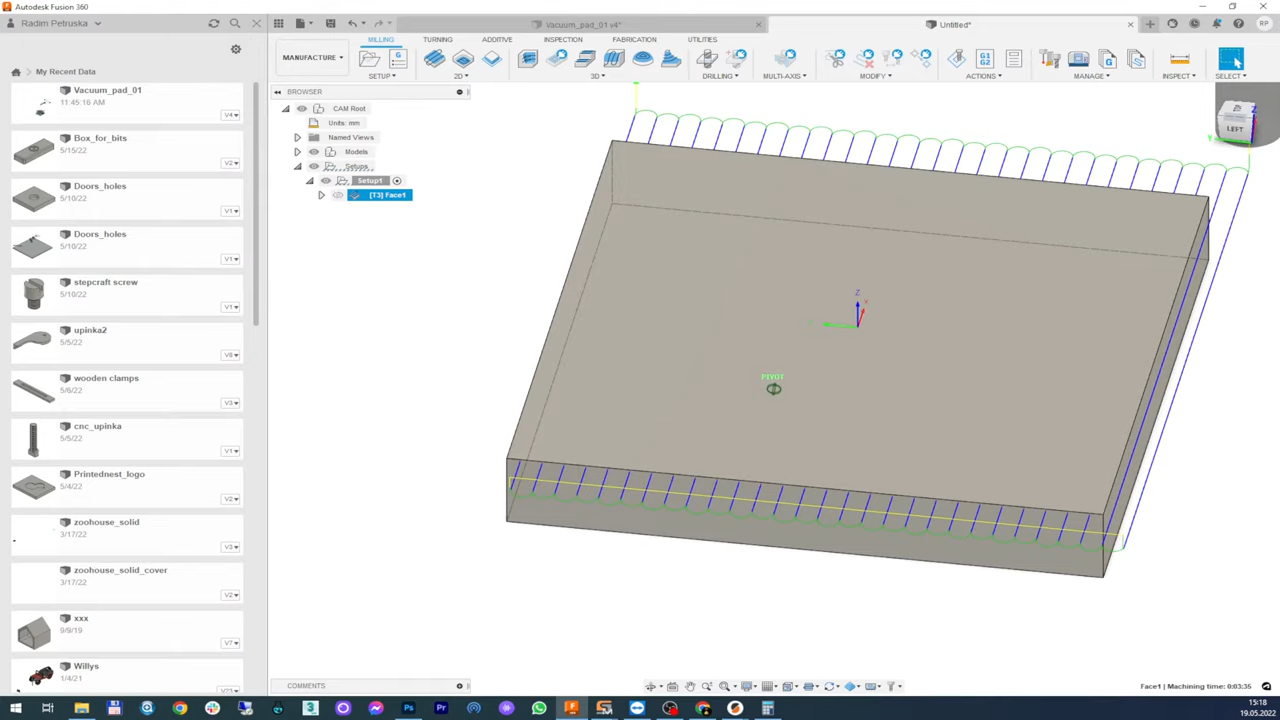 Autodesk Fusion 360
Radim Petruska
Vacuum_pad_01 v4*
Untitled*
RP
MILLING TURNING ADDITIVE INSPECTION FABRICATION UTILITIES
MANUFACTURE
SETUP 2D 3D DRILLING MULTI-AXIS MODIFY ACTIONS MANAGE INSPECT SELECT
G1
G2
My Recent Data
Vacuum_pad_01
11:45:16 AM
V4
Box_for_bits
5/15/22
V2
Doors_holes
5/10/22
V1
Doors_holes
5/10/22
V1
stepcraft screw
5/10/22
V1
upinka2
5/5/22
V8
wooden clamps
5/6/22
V3
cnc_upinka
5/5/22
V1
Printednest_logo
5/4/22
V2
zoohouse_solid
3/17/22
V3
zoohouse_solid_cover
3/17/22
V2
xxx
9/9/19
V7
Willys
1/4/21
BROWSER
CAM Root
Units: mm
Named Views
Models
Setups
Setup1
[T3] Face1
LEFT
Z
Y
Z
X
PIVOT
COMMENTS
Face1 | Machining time: 0:03:35
15:18
19.05.2022